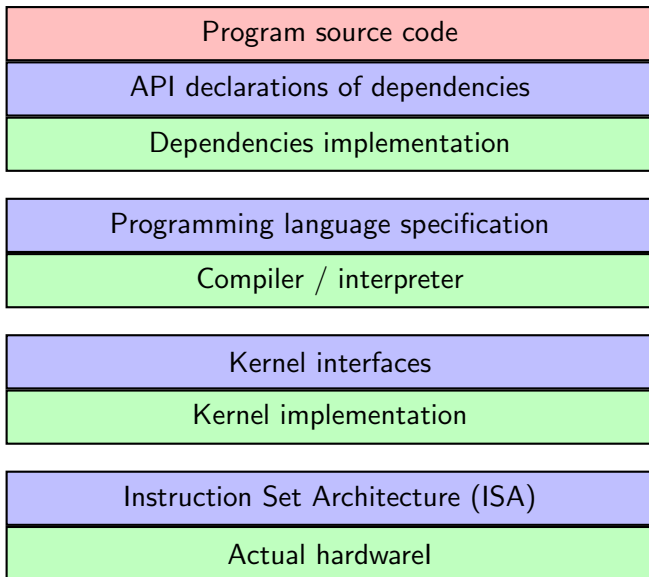 Program source code
API declarations of dependencies
Dependencies implementation
Programming language specification
Compiler / interpreter
Kernel interfaces
Kernel implementation
Instruction Set Architecture (ISA)
Actual hardwarel